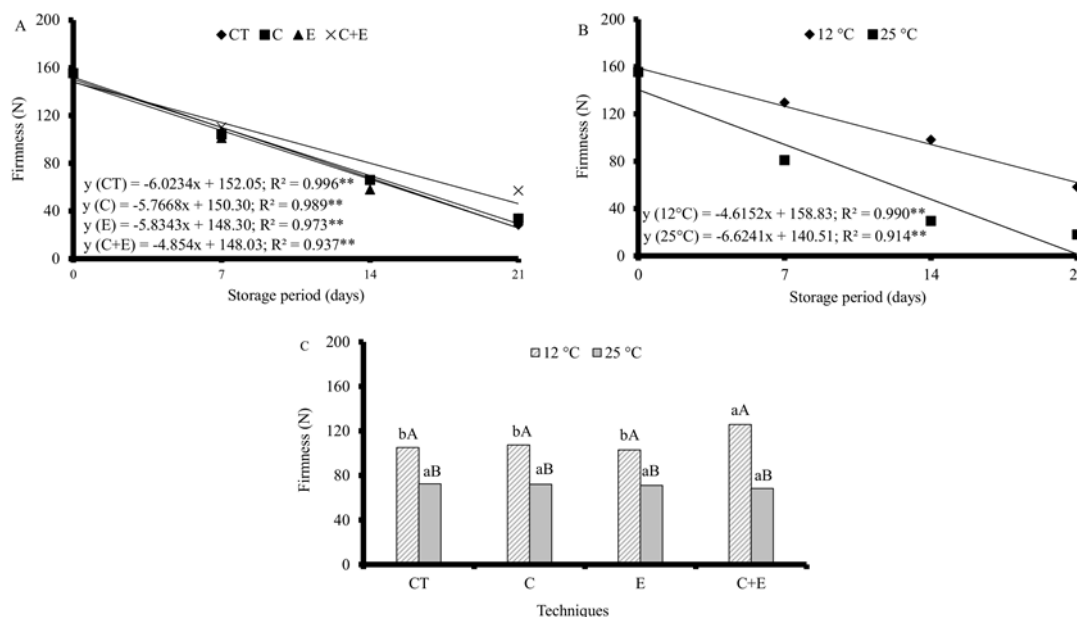 A
200
160
120
80
40
0
Firmness (N)
CT C E C+E
y (CT) = -6.0234x + 152.05; R² = 0.996**
y (C) = -5.7668x + 150.30; R² = 0.989**
y (E) = -5.8343x + 148.30; R² = 0.973**
y (C+E) = -4.854x + 148.03; R² = 0.937**
0 7 14 21
Storage period (days)
B
200
160
120
80
40
0
Firmness (N)
12 °C 25 °C
y (12°C) = -4.6152x + 158.83; R² = 0.990**
y (25°C) = -6.6241x + 140.51; R² = 0.914**
0 7 14 2
Storage period (days)
C
200
160
120
80
40
0
Firmness (N)
12 °C 25 °C
bA aB bA aB bA aB aA aB
CT C E C+E
Techniques